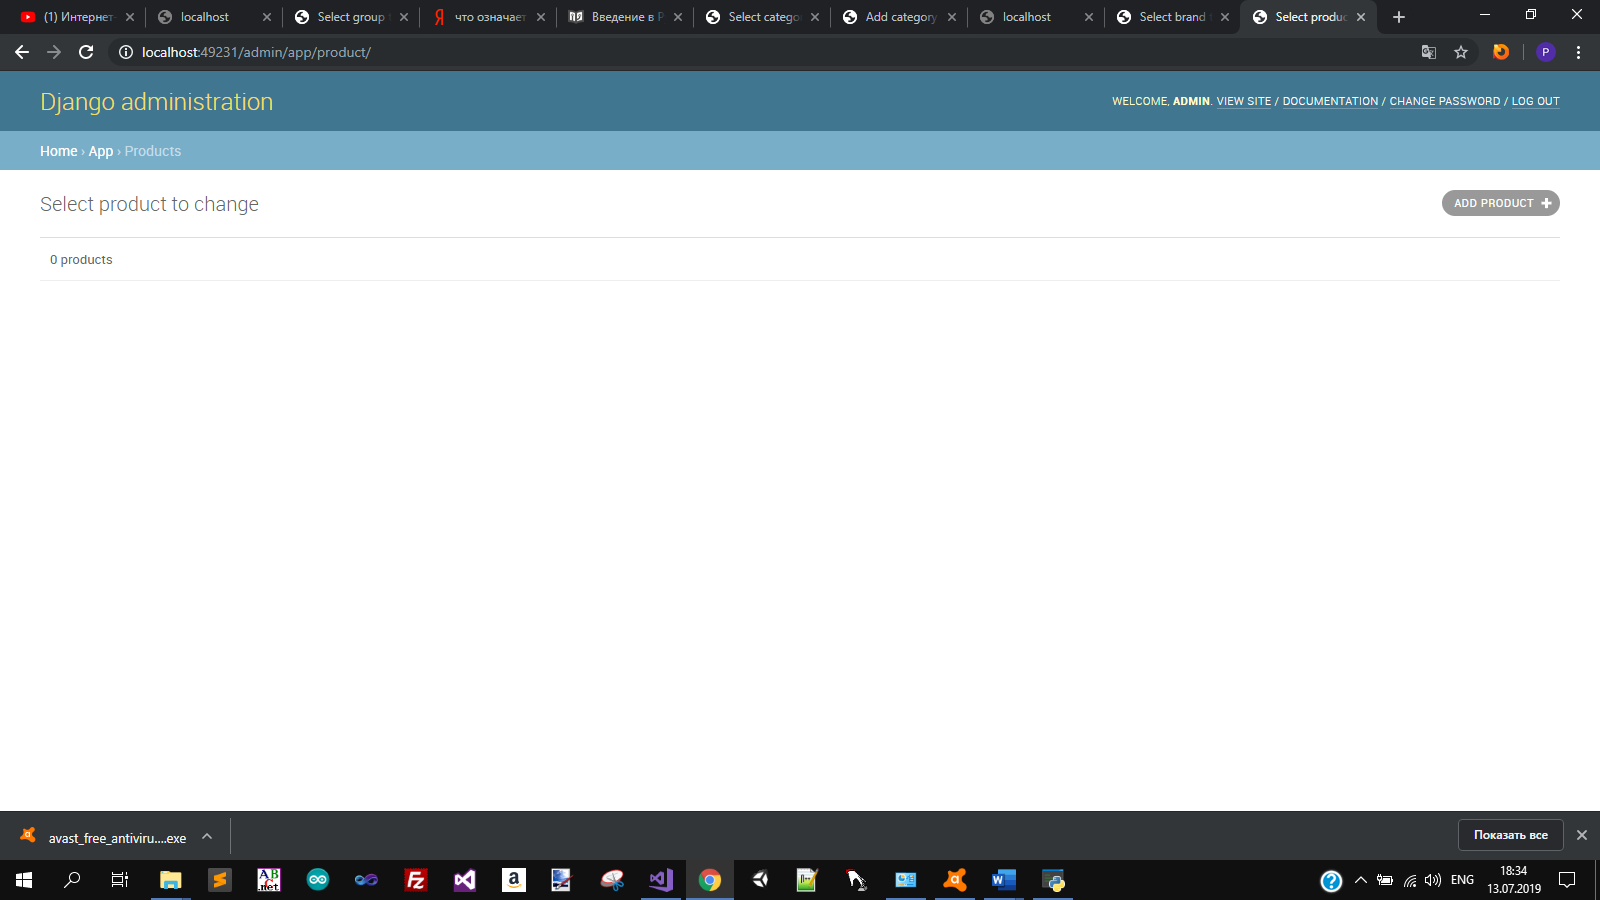 (1) Интернет-
localhost
Select group
что означает
Введение в
Select catego
Add category
localhost
Select brand
Select produc
localhost:49231/admin/app/product/
P
Django administration
WELCOME, ADMIN. VIEW SITE / DOCUMENTATION / CHANGE PASSWORD / LOG OUT
Home › App › Products
Select product to change
ADD PRODUCT
0 products
avast_free_antiviru....exe
Показать все
ENG
18:34
13.07.2019